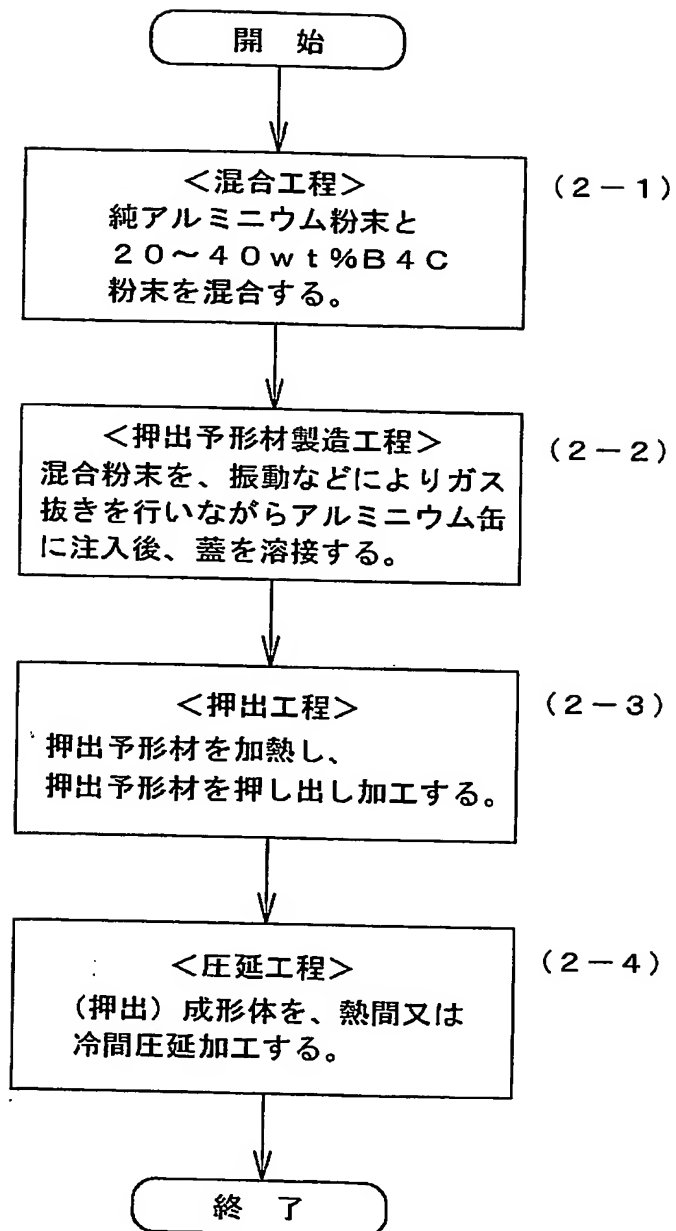 開 始
<混合工程>
(2-1)
純アルミニウム粉末と
20~40wt%B4C
粉末を混合する。
<押出予形材製造工程>
(2-2)
混合粉末を、振動などによりガス
抜きを行いながらアルミニウム缶
に注入後、蓋を溶接する。
<押出工程>
(2-3)
押出予形材を加熱し、
押出予形材を押し出し加工する。
<圧延工程>
(2-4)
(押出)成形体を、熱間又は
冷間圧延加工する。
終 了